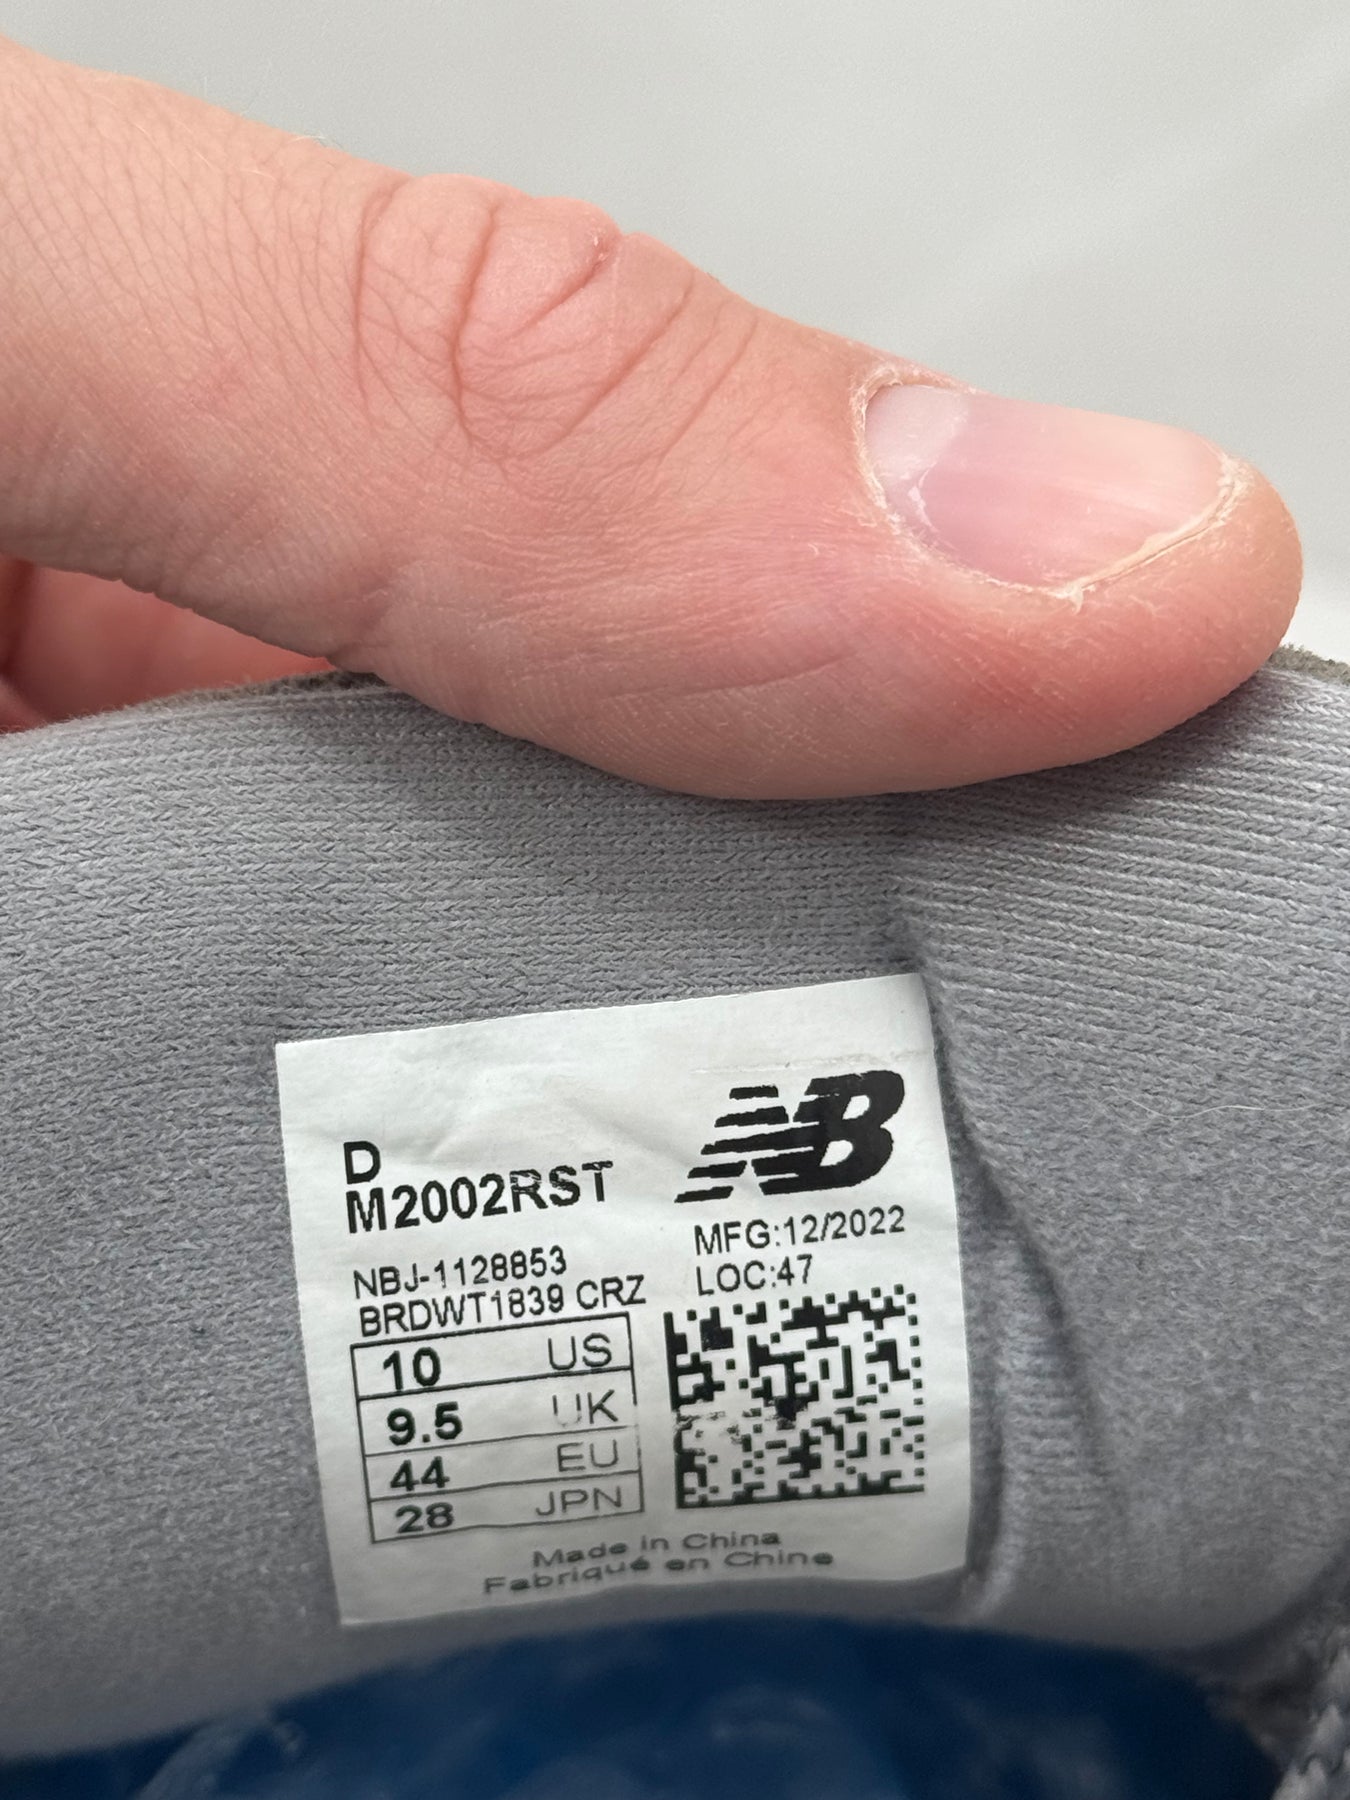 D
M2002RST
NB
MFG:12/2022
LOC:47
NBJ-1128853
BRDWT1839 CRZ
10 US
9.5 UK
44 EU
28 JPN
Made in China
Fabriqué en Chine